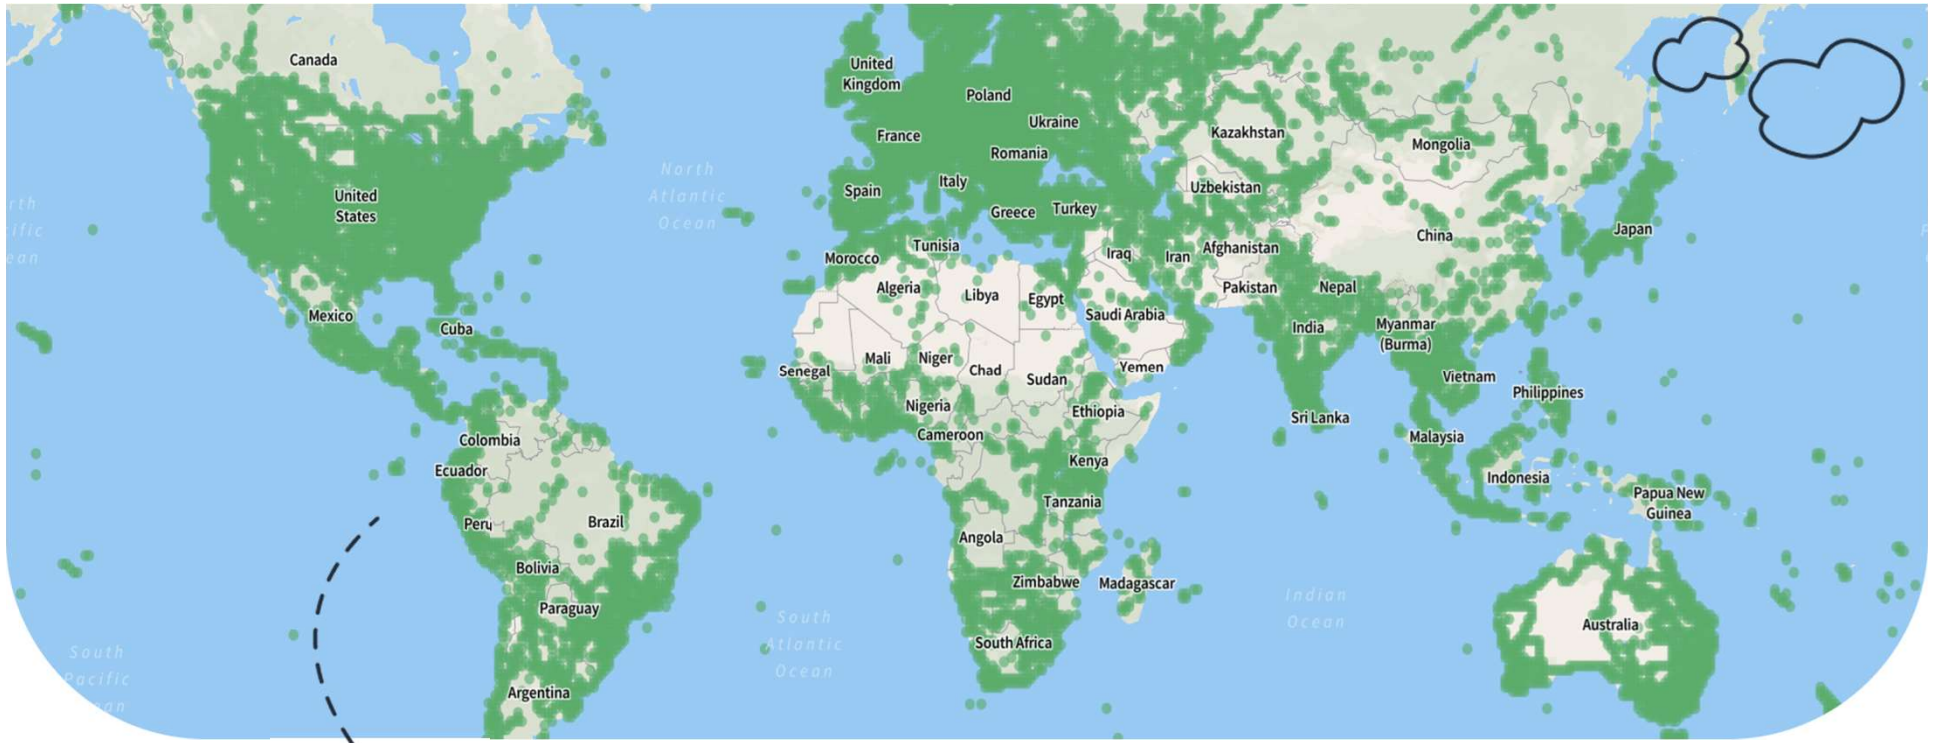 Canada
United
Kingdom
Poland
Ukraine
France
Romania
Kazakhstan
Mongolia
North
Atlantic
Ocean
United
States
Spain
Italy
Greece
Turkey
Uzbekistan
China
Japan
Tunisia
Morocco
Iraq
Iran
Afghanistan
Algeria
Libya
Egypt
Pakistan
Nepal
Mexico
Cuba
Saudi Arabia
India
Myanmar
(Burma)
Senegal
Mali
Niger
Chad
Sudan
Yemen
Vietnam
Philippines
Nigeria
Ethiopia
Sri Lanka
Colombia
Cameroon
Malaysia
Ecuador
Kenya
Indonesia
Papua New
Guinea
Peru
Brazil
Tanzania
Angola
Bolivia
Zimbabwe
Madagascar
Paraguay
South
Atlantic
Ocean
Indian
Ocean
Australia
South Africa
South
Pacific
Argentina